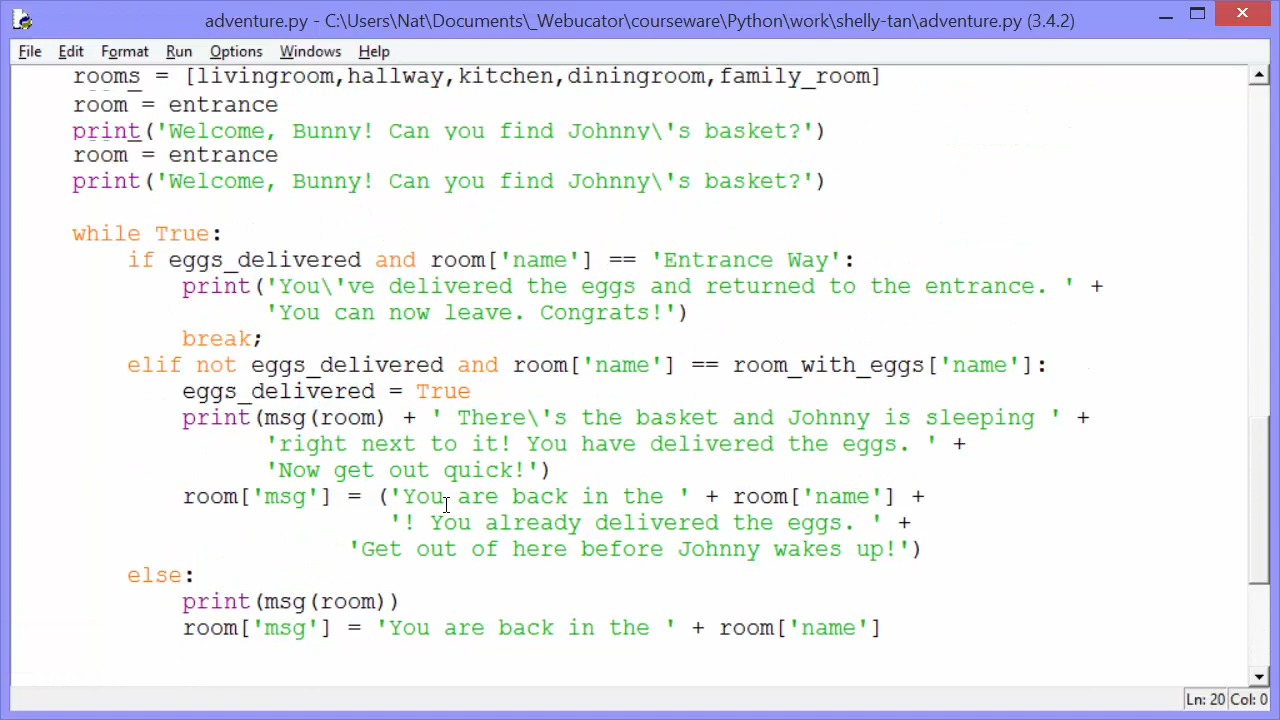 adventure.py - C:\Users\Nat\Documents\_Webucator\courseware\Python\work\shelly-tan\adventure.py (3.4.2)
File Edit Format Run Options Windows Help
rooms = [livingroom,hallway,kitchen,diningroom,family_room]
room = entrance
print('Welcome, Bunny! Can you find Johnny\'s basket?')
room = entrance
print('Welcome, Bunny! Can you find Johnny\'s basket?')
while True:
    if eggs_delivered and room['name'] == 'Entrance Way':
        print('You\'ve delivered the eggs and returned to the entrance. ' +
              'You can now leave. Congrats!')
        break;
    elif not eggs_delivered and room['name'] == room_with_eggs['name']:
        eggs_delivered = True
        print(msg(room) + ' There\'s the basket and Johnny is sleeping ' +
              'right next to it! You have delivered the eggs. ' +
              'Now get out quick!')
        room['msg'] = ('You are back in the ' + room['name'] +
                       '! You already delivered the eggs. ' +
                    'Get out of here before Johnny wakes up!')
    else:
        print(msg(room))
        room['msg'] = 'You are back in the ' + room['name']
Ln: 20 Col: 0